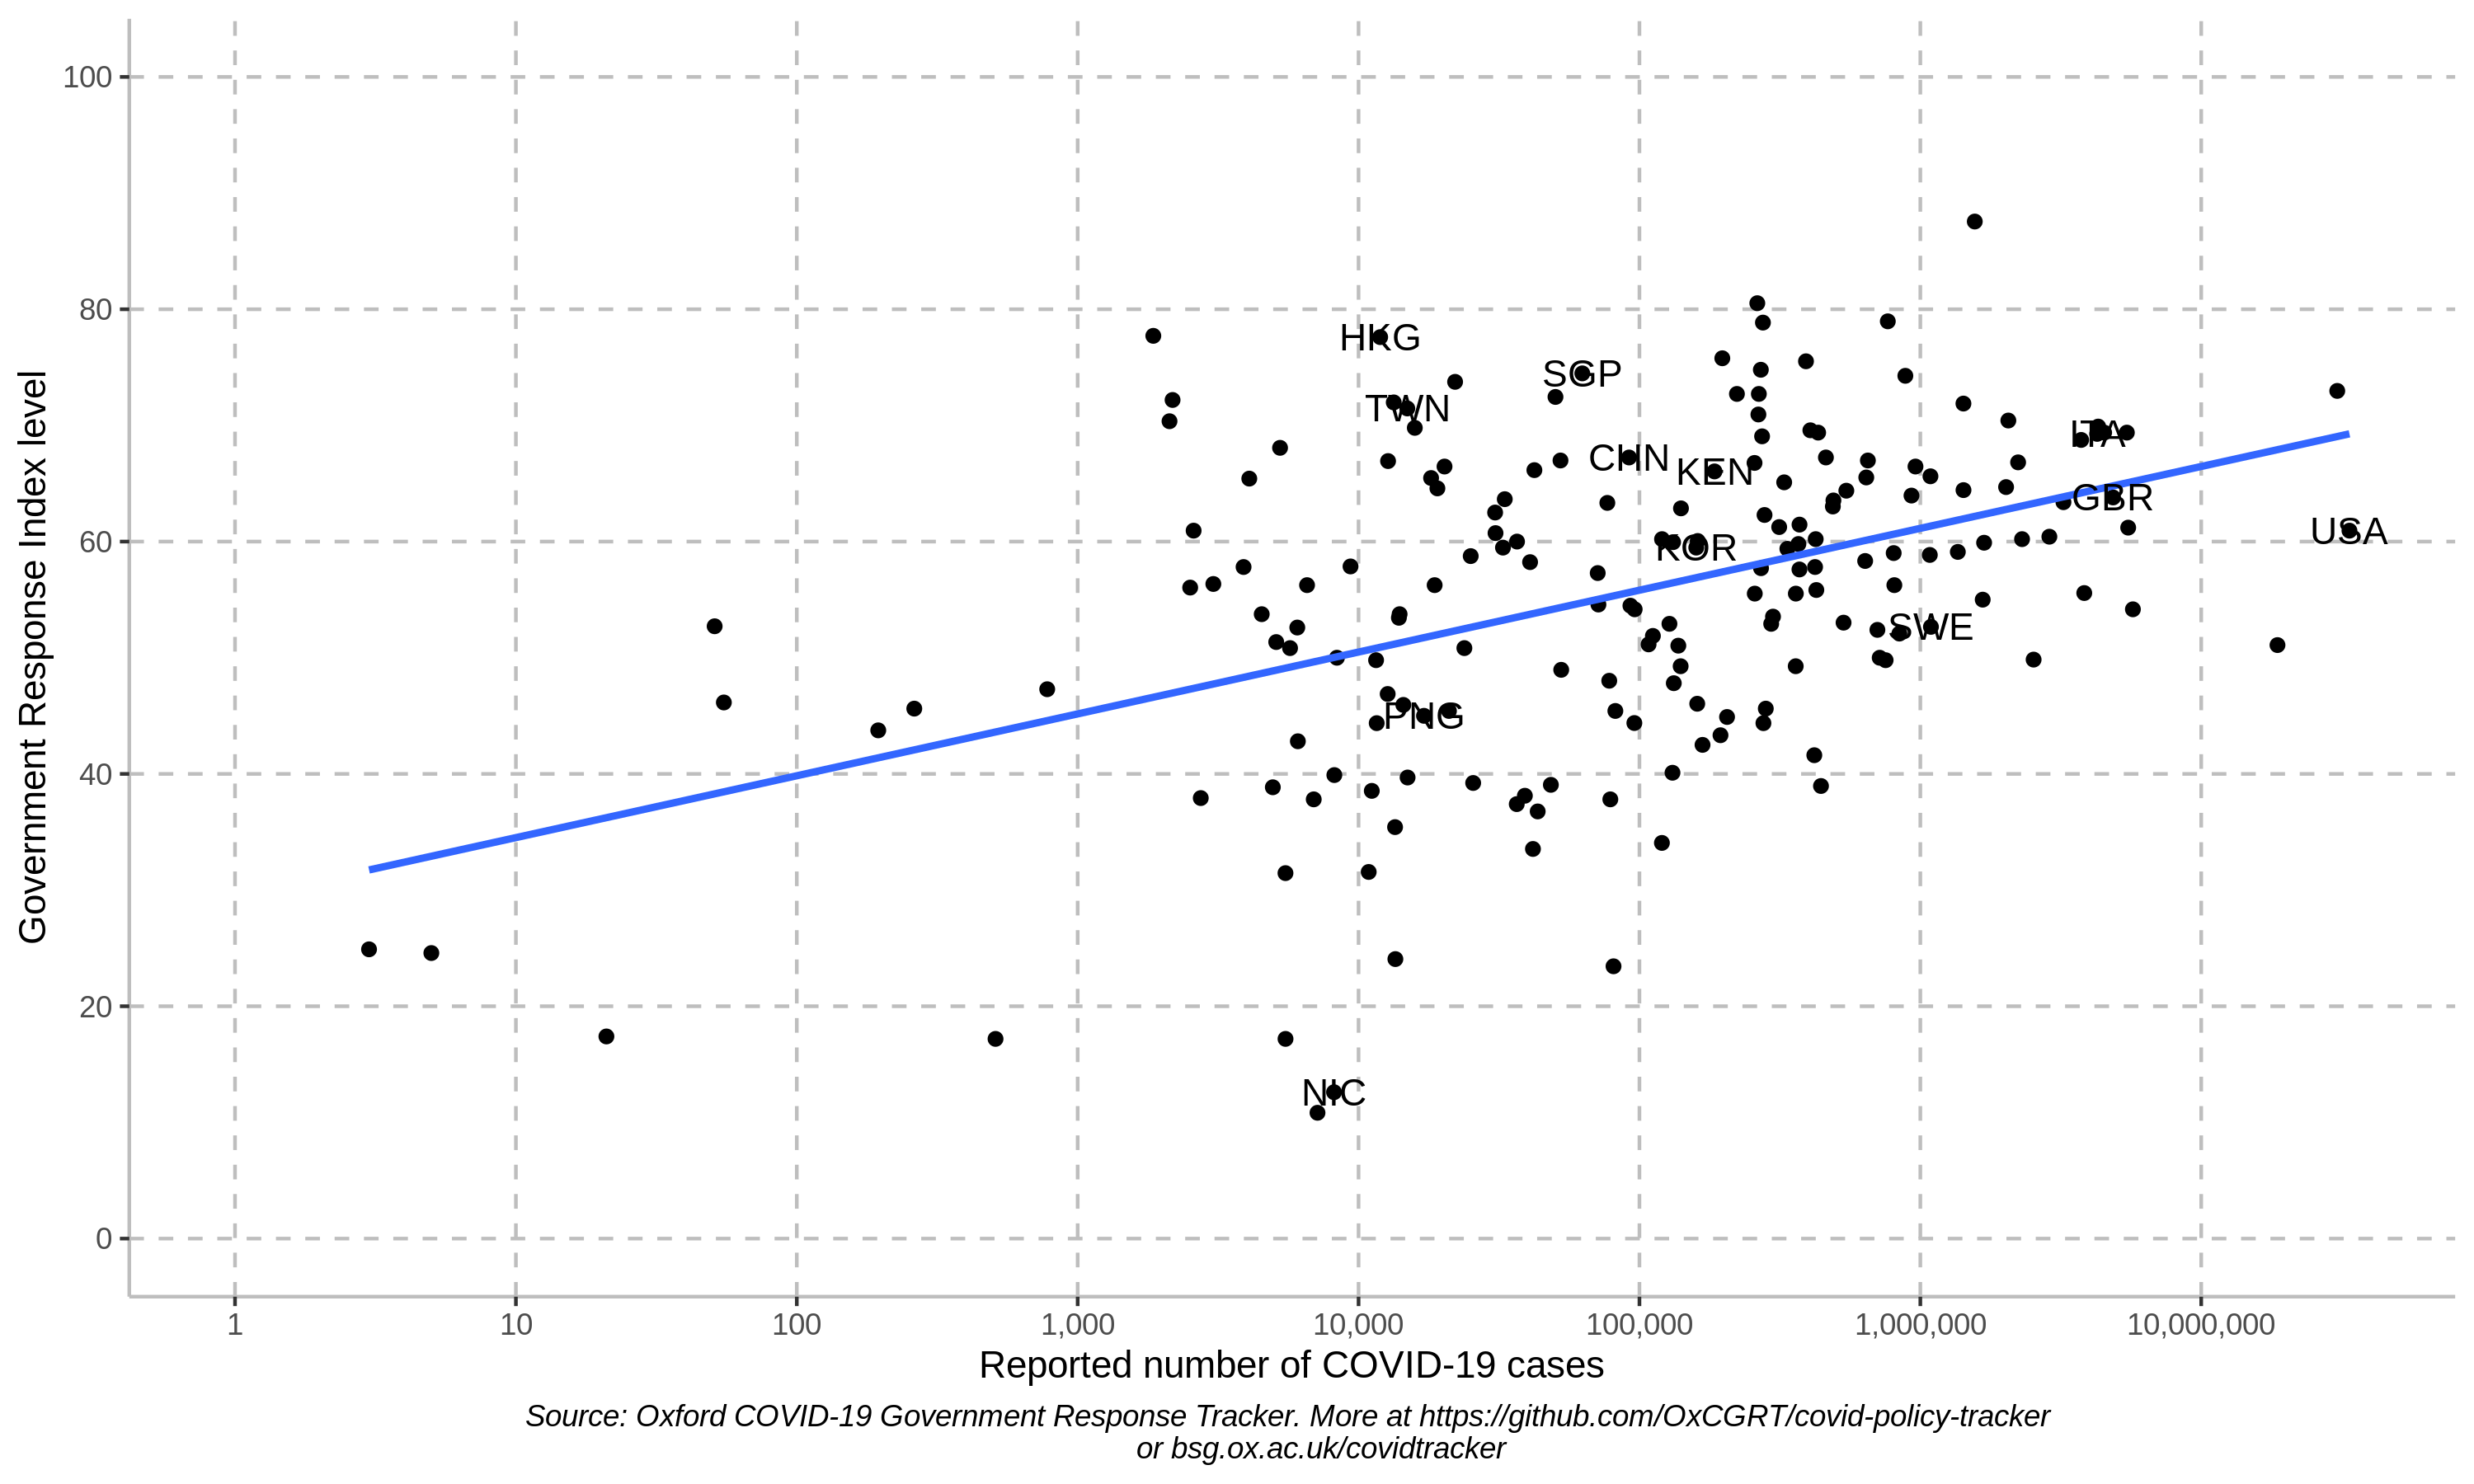 100
80
60
40
20
0
Government Response Index level
HKG
SGP
TWN
ITA
CHN
KEN
GBR
USA
KOR
SWE
PNG
NIC
1
10
100
1,000
10,000
100,000
1,000,000
10,000,000
Reported number of COVID-19 cases
Source: Oxford COVID-19 Government Response Tracker. More at https://github.com/OxCGRT/covid-policy-tracker
or bsg.ox.ac.uk/covidtracker